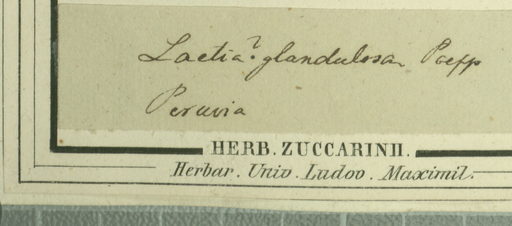 Laetia? glandulosa Poepp
Peruvia
HERB. ZUCCARINII.
Herbar. Univ. Ludov. Maximil.